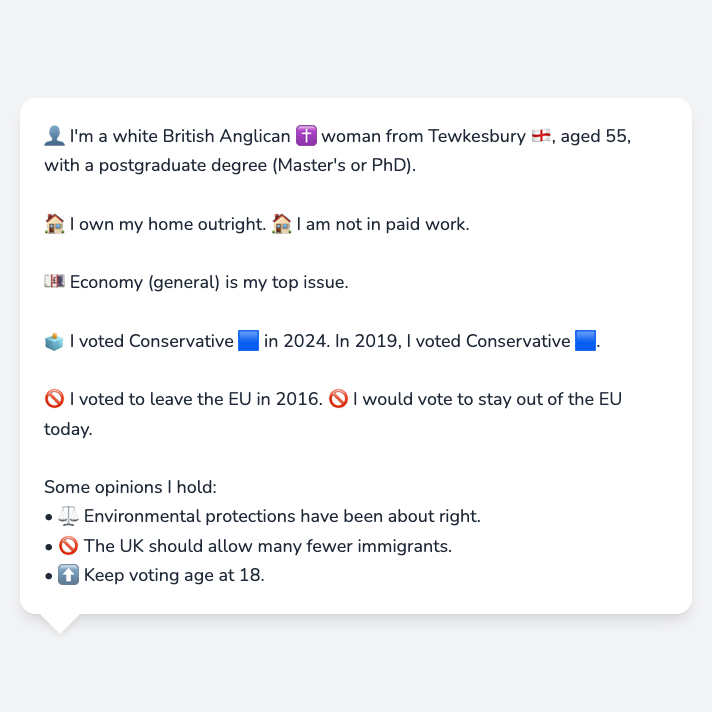 👤 I'm a white British Anglican ✝️ woman from Tewkesbury 🏴󠁧󠁢󠁥󠁮󠁧󠁿, aged 55,
with a postgraduate degree (Master's or PhD).
🏠 I own my home outright. 🏠 I am not in paid work.
💷 Economy (general) is my top issue.
🗳️ I voted Conservative 🟦 in 2024. In 2019, I voted Conservative 🟦.
🚫 I voted to leave the EU in 2016. 🚫 I would vote to stay out of the EU
today.
Some opinions I hold:
• ⚖️ Environmental protections have been about right.
• 🚫 The UK should allow many fewer immigrants.
• ⬆️ Keep voting age at 18.